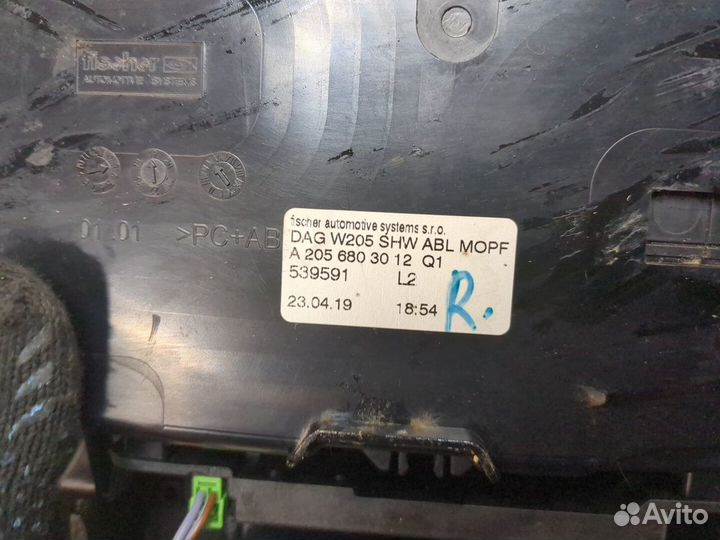 fischer
AUTOMOTIVE SYSTEMS
01.01 >PC+AB
fischer automotive systems s.r.o.
DAG W205 SHW ABL MOPF
A 205 680 30 12 Q1
539591 L2
23.04.19 18:54
R.
Avito